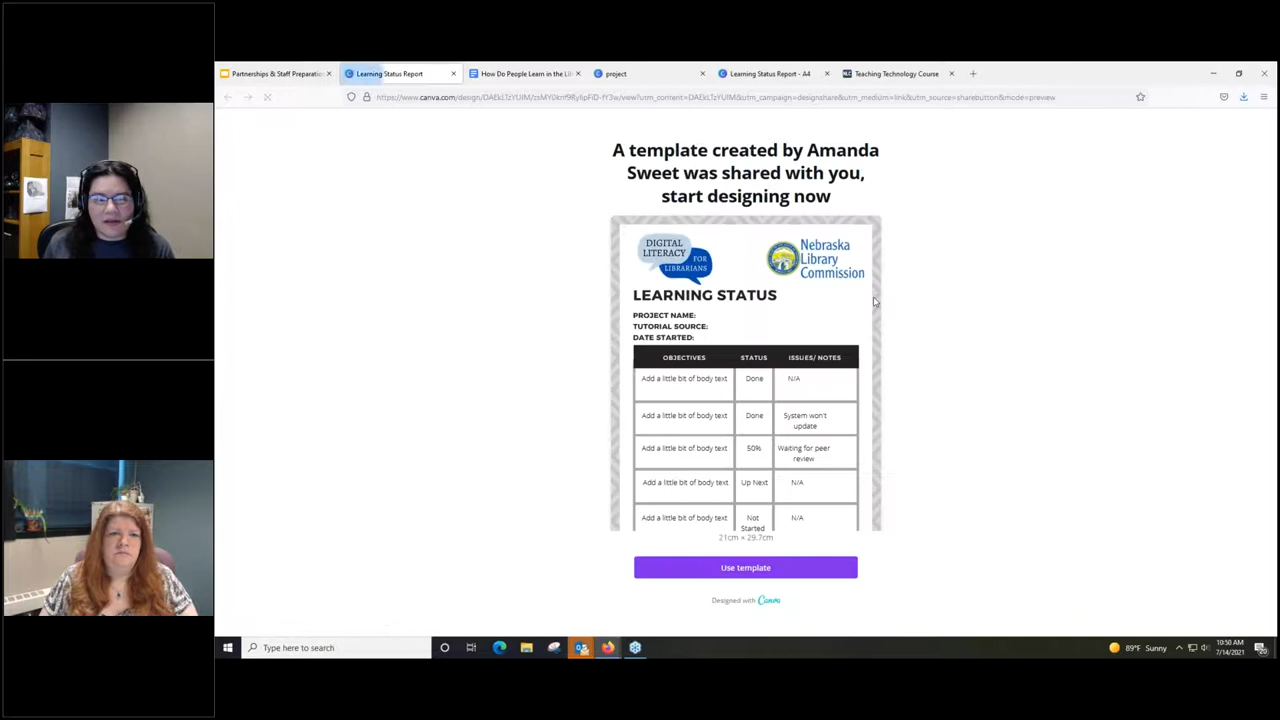 Partnerships & Staff Preparation
Learning Status Report
How Do People Learn in the Lib
project
Learning Status Report - A4
Teaching Technology Course
A template created by Amanda
Sweet was shared with you,
start designing now
DIGITAL
LITERACY
FOR
LIBRARIANS
Nebraska
Library
Commission
LEARNING STATUS
PROJECT NAME:
TUTORIAL SOURCE:
DATE STARTED:
OBJECTIVES STATUS ISSUES/ NOTES
Add a little bit of body text Done N/A
Add a little bit of body text Done System won't
update
Add a little bit of body text 50% Waiting for peer
review
Add a little bit of body text Up Next N/A
Add a little bit of body text Not N/A
Started
21cm × 29.7cm
Use template
Designed with Canva
Type here to search
89°F Sunny
10:50 AM
7/14/2021